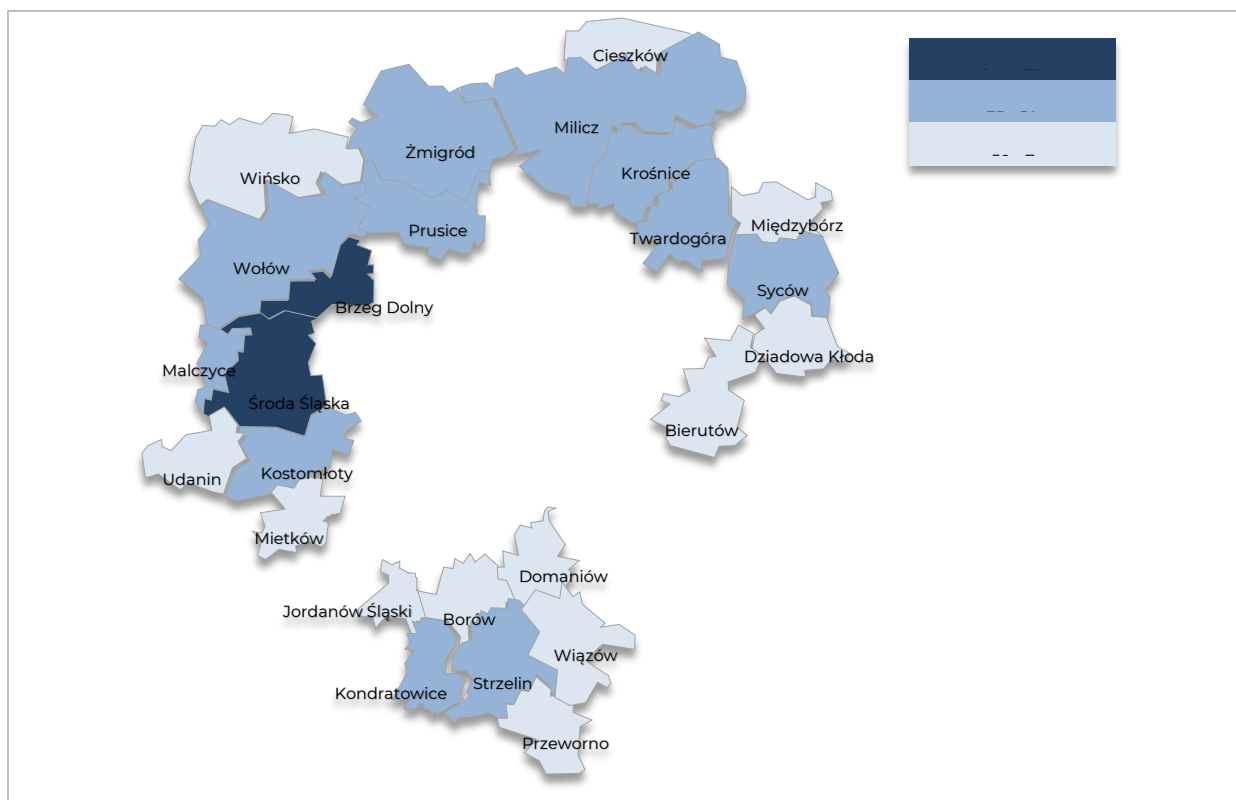 Cieszków
Milicz
Żmigród
Krośnice
Wińsko
Międzybórz
Prusice
Twardogóra
Wołów
Syców
Brzeg Dolny
Dziadowa Kłoda
Malczyce
Środa Śląska
Bierutów
Kostomłoty
Udanin
Mietków
Domaniów
Jordanów Śląski
Borów
Wiązów
Strzelin
Kondratowice
Przeworno